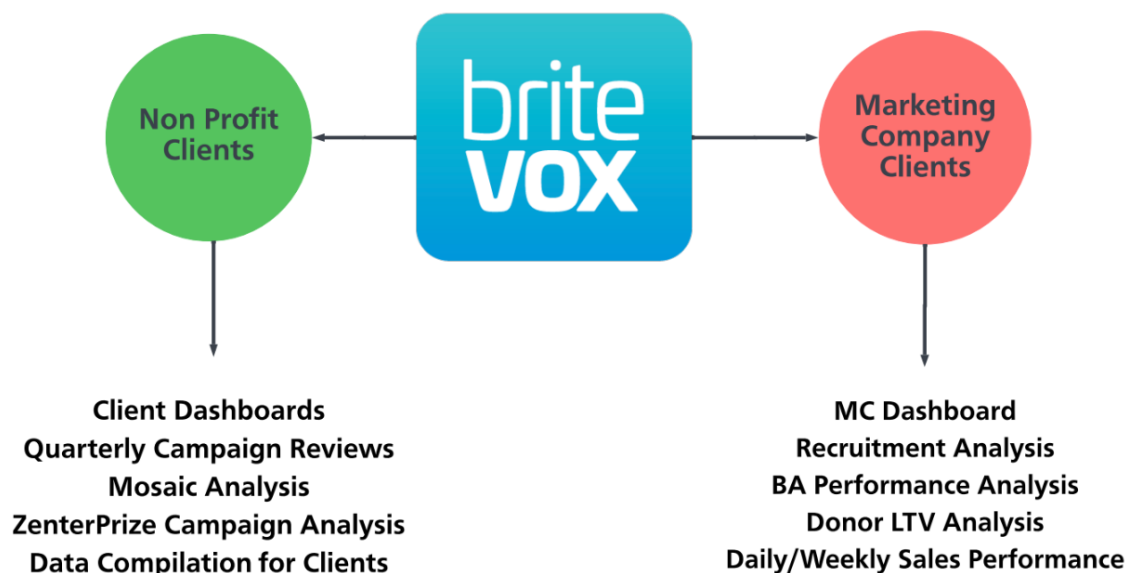 Non Profit
Clients
brite
vox
Marketing
Company
Clients
Client Dashboards
Quarterly Campaign Reviews
Mosaic Analysis
ZenterPrize Campaign Analysis
Data Compilation for Clients
MC Dashboard
Recruitment Analysis
BA Performance Analysis
Donor LTV Analysis
Daily/Weekly Sales Performance